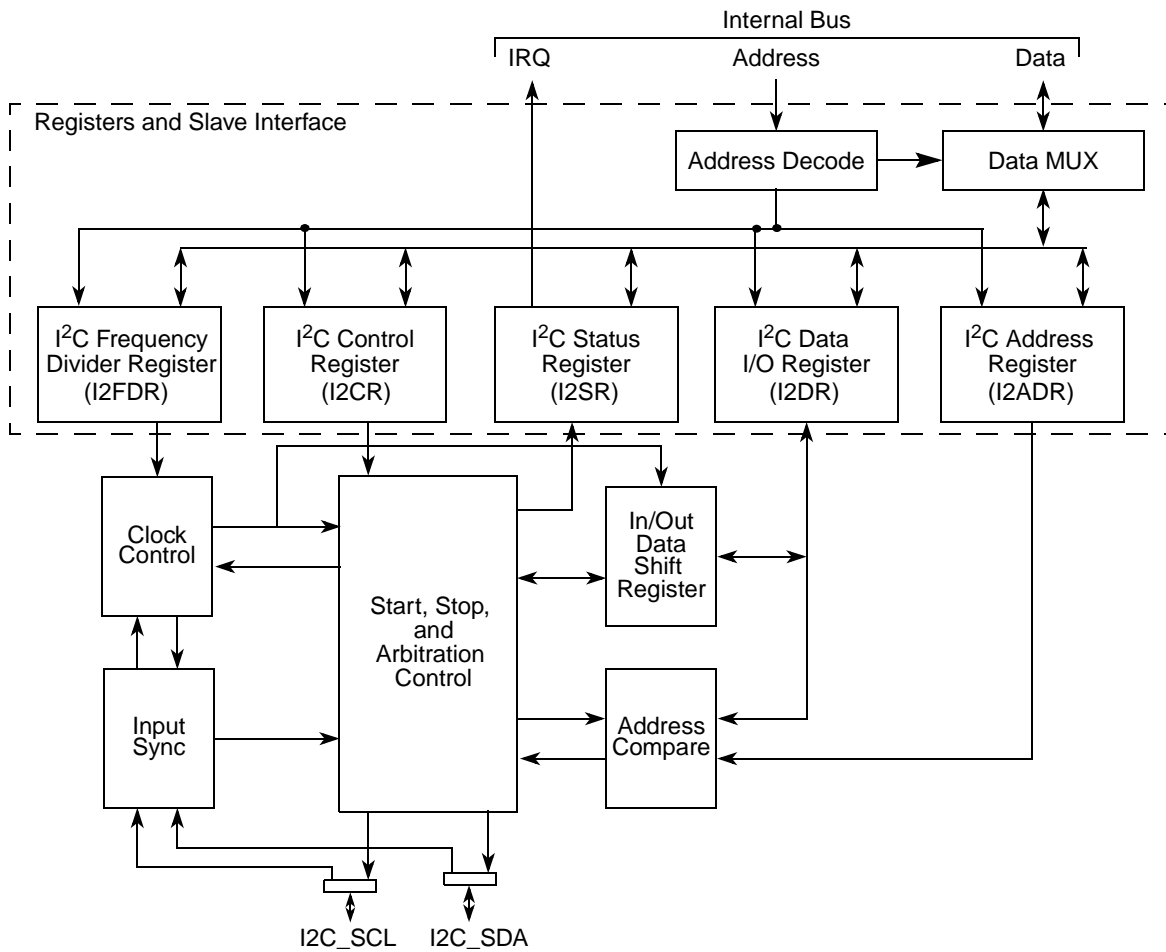 Internal Bus
IRQ
Address
Data
Registers and Slave Interface
Address Decode
Data MUX
I²C Frequency
Divider Register
(I2FDR)
I²C Control
Register
(I2CR)
I²C Status
Register
(I2SR)
I²C Data
I/O Register
(I2DR)
I²C Address
Register
(I2ADR)
Clock
Control
Start, Stop,
and
Arbitration
Control
In/Out
Data
Shift
Register
Input
Sync
Address
Compare
I2C_SCL
I2C_SDA